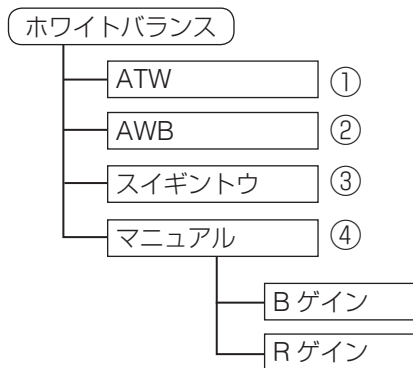 ホワイトバランス
ATW ①
AWB ②
スイギントウ ③
マニュアル ④
B ゲイン
R ゲイン